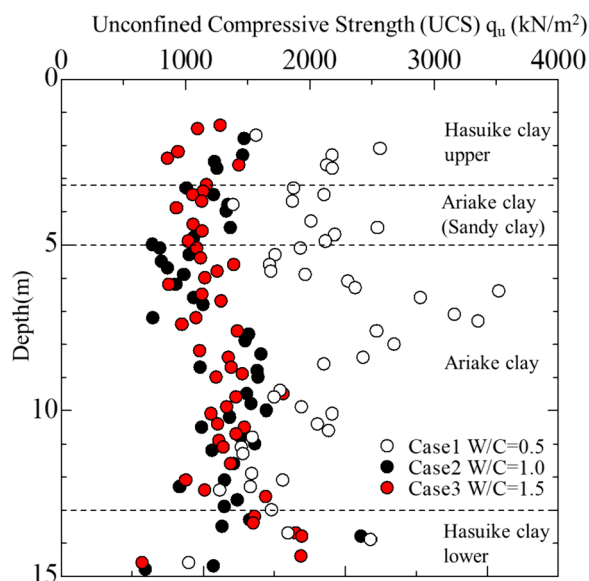 Unconfined Compressive Strength (UCS) qu (kN/m²)
0 1000 2000 3000 4000
0
Hasuike clay
upper
Ariake clay
(Sandy clay)
5
Depth(m)
Ariake clay
10
Case1 W/C=0.5
Case2 W/C=1.0
Case3 W/C=1.5
Hasuike clay
lower
15